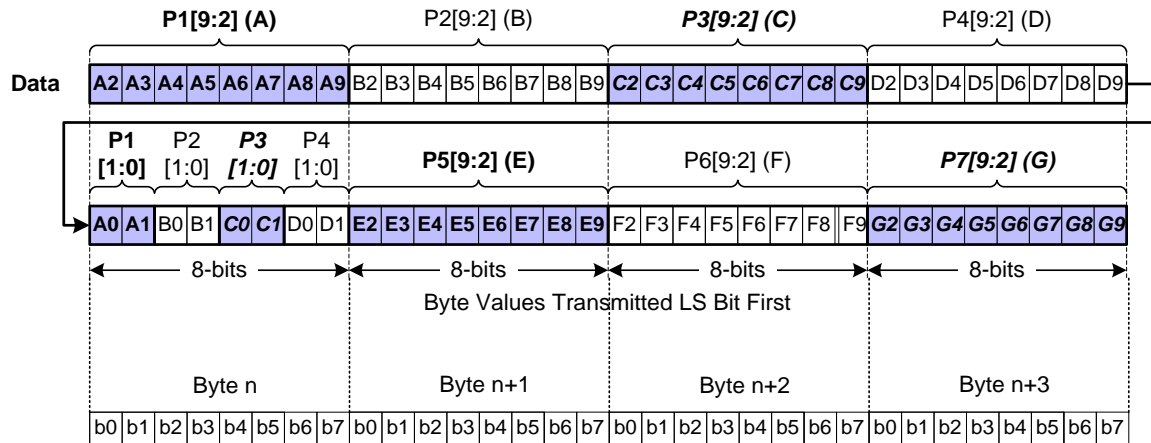 P1[9:2] (A) P2[9:2] (B) P3[9:2] (C) P4[9:2] (D)
Data A2 A3 A4 A5 A6 A7 A8 A9 B2 B3 B4 B5 B6 B7 B8 B9 C2 C3 C4 C5 C6 C7 C8 C9 D2 D3 D4 D5 D6 D7 D8 D9
P1 P2 P3 P4
[1:0] [1:0] [1:0] [1:0] P5[9:2] (E) P6[9:2] (F) P7[9:2] (G)
A0 A1 B0 B1 C0 C1 D0 D1 E2 E3 E4 E5 E6 E7 E8 E9 F2 F3 F4 F5 F6 F7 F8 F9 G2 G3 G4 G5 G6 G7 G8 G9
8-bits 8-bits 8-bits 8-bits
Byte Values Transmitted LS Bit First
Byte n Byte n+1 Byte n+2 Byte n+3
b0 b1 b2 b3 b4 b5 b6 b7 b0 b1 b2 b3 b4 b5 b6 b7 b0 b1 b2 b3 b4 b5 b6 b7 b0 b1 b2 b3 b4 b5 b6 b7